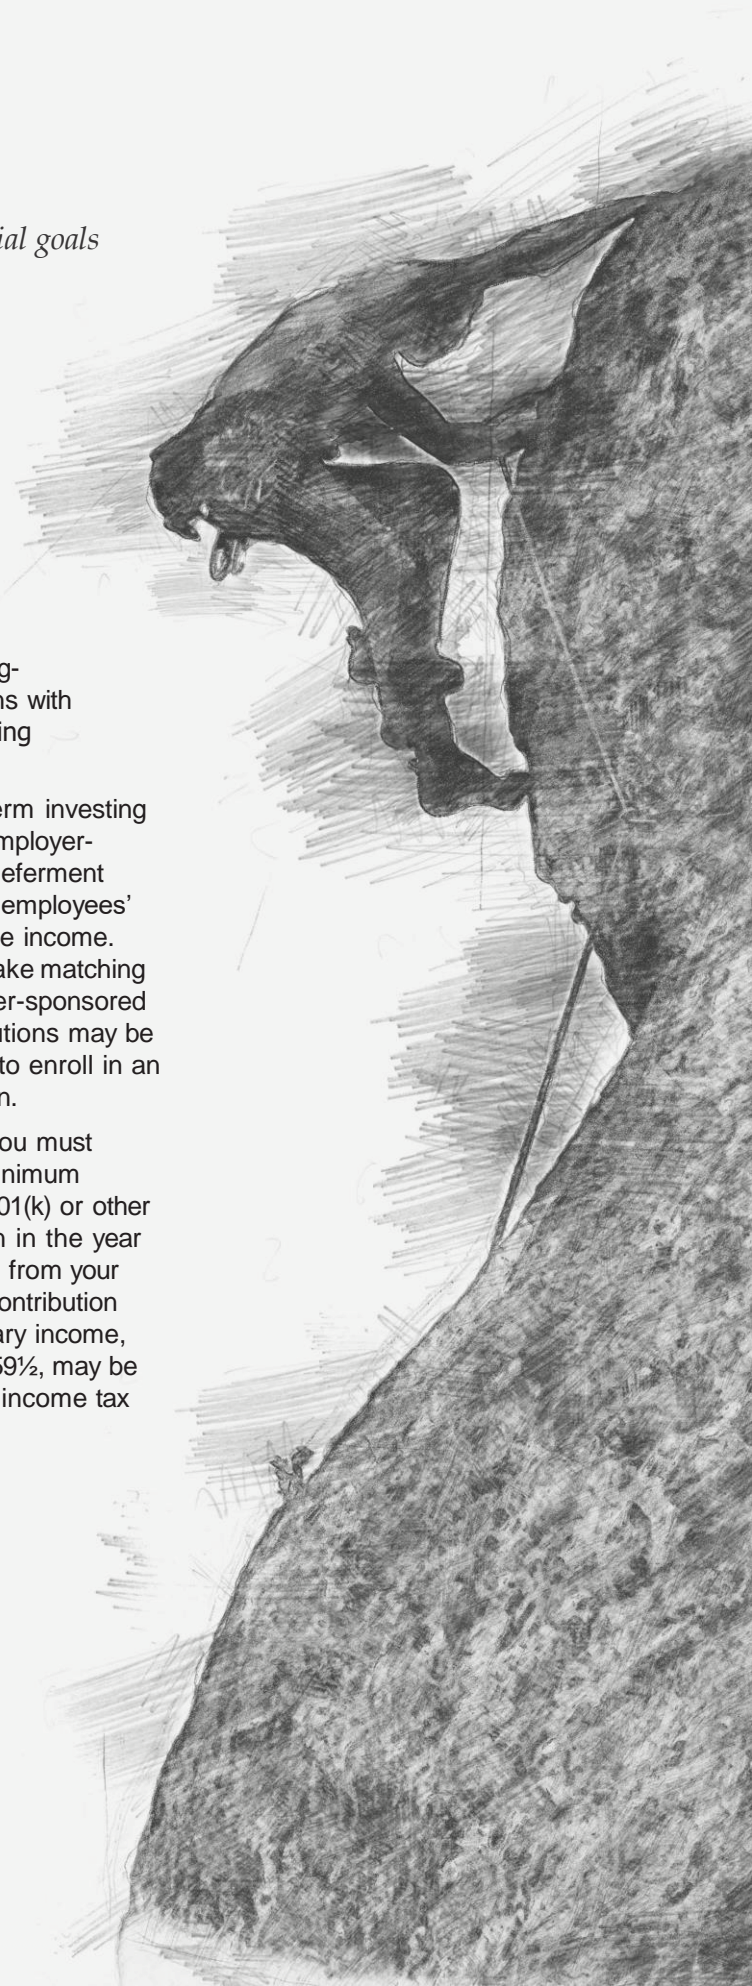 ial goals
g-
ns with
ing
erm investing
mployer-
eferment
employees’
e income.
ake matching
er-sponsored
utions may be
to enroll in an
n.
ou must
nimum
01(k) or other
n in the year
from your
ontribution
ary income,
59½, may be
income tax